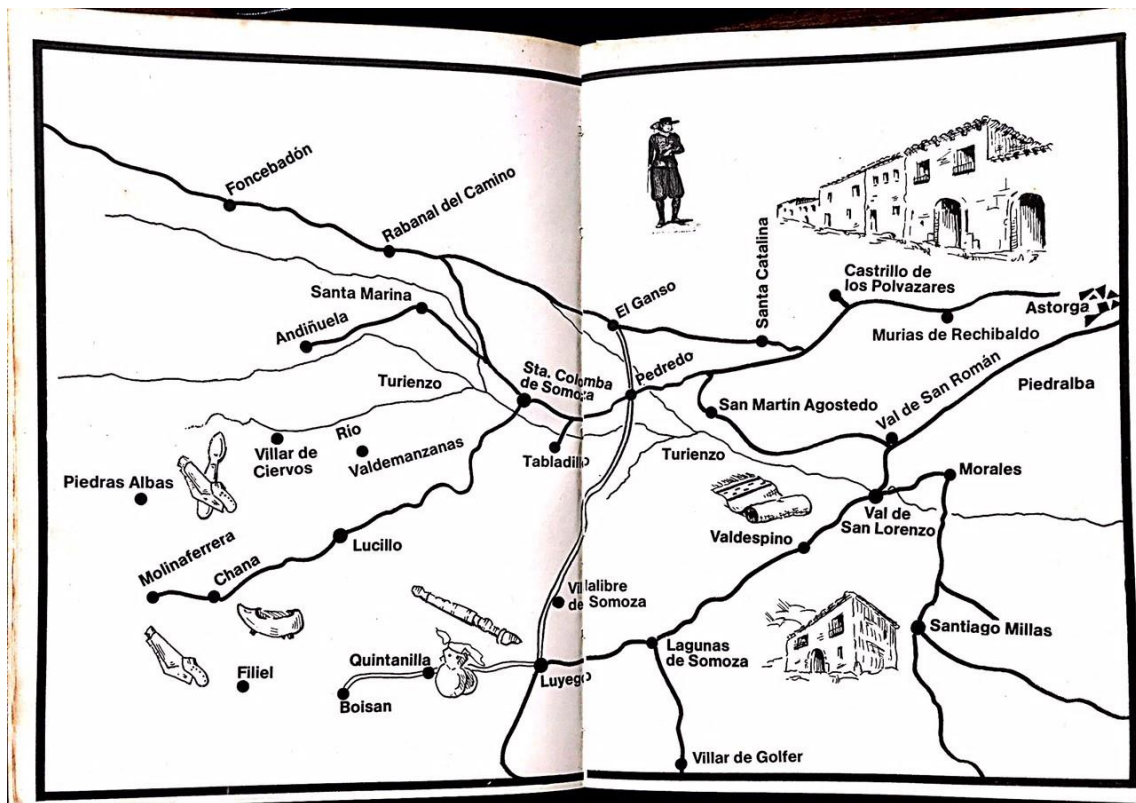 Foncebadón
Rabanal del Camino
Santa Marina
Andiñuela
El Ganso
Santa Catalina
Castrillo de
los Polvazares
Astorga
Murias de Rechibaldo
Sta. Colomba
de Somoza
Pedredo
Turienzo
San Martín Agostedo
Val de San Román
Piedralba
Villar de
Ciervos
Rio
Valdemanzanas
Tabladillo
Turienzo
Morales
Piedras Albas
Val de
San Lorenzo
Valdespino
Lucillo
Molinaferrera
Chana
Villalibre
de Somoza
Santiago Millas
Lagunas
de Somoza
Quintanilla
Luyego
Filiel
Boisan
Villar de Golfer